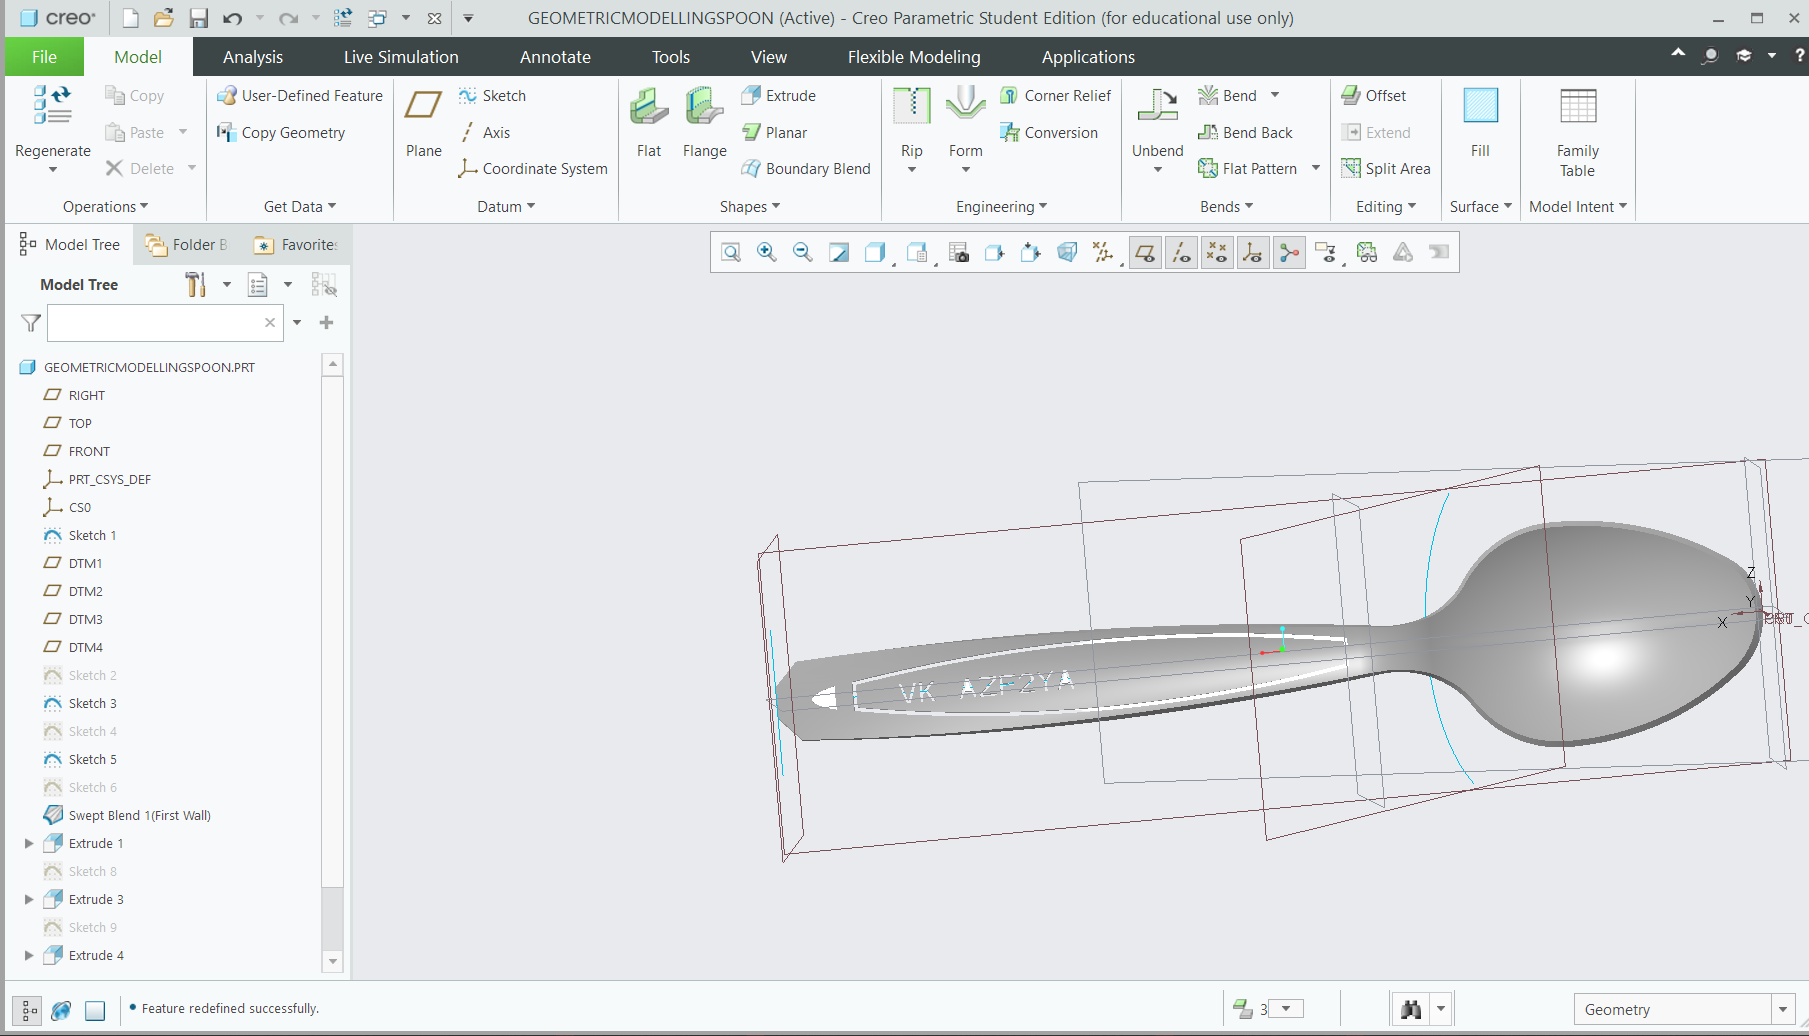 creo
GEOMETRICMODELLINGSPOON (Active) - Creo Parametric Student Edition (for educational use only)
File Model Analysis Live Simulation Annotate Tools View Flexible Modeling Applications
Regenerate
Copy
Paste
Delete
Operations
User-Defined Feature
Copy Geometry
Get Data
Plane
Sketch
Axis
Coordinate System
Datum
Flat
Flange
Extrude
Planar
Boundary Blend
Shapes
Rip
Form
Corner Relief
Conversion
Engineering
Unbend
Bend
Bend Back
Flat Pattern
Bends
Offset
Extend
Split Area
Editing
Fill
Surface
Family
Table
Model Intent
Model Tree Folder B Favorite
Model Tree
GEOMETRICMODELLINGSPOON.PRT
RIGHT
TOP
FRONT
PRT_CSYS_DEF
CS0
Sketch 1
DTM1
DTM2
DTM3
DTM4
Sketch 2
Sketch 3
Sketch 4
Sketch 5
Sketch 6
Swept Blend 1(First Wall)
Extrude 1
Sketch 8
Extrude 3
Sketch 9
Extrude 4
VK AZF2YA
Z
Y
X
Feature redefined successfully.
3
Geometry